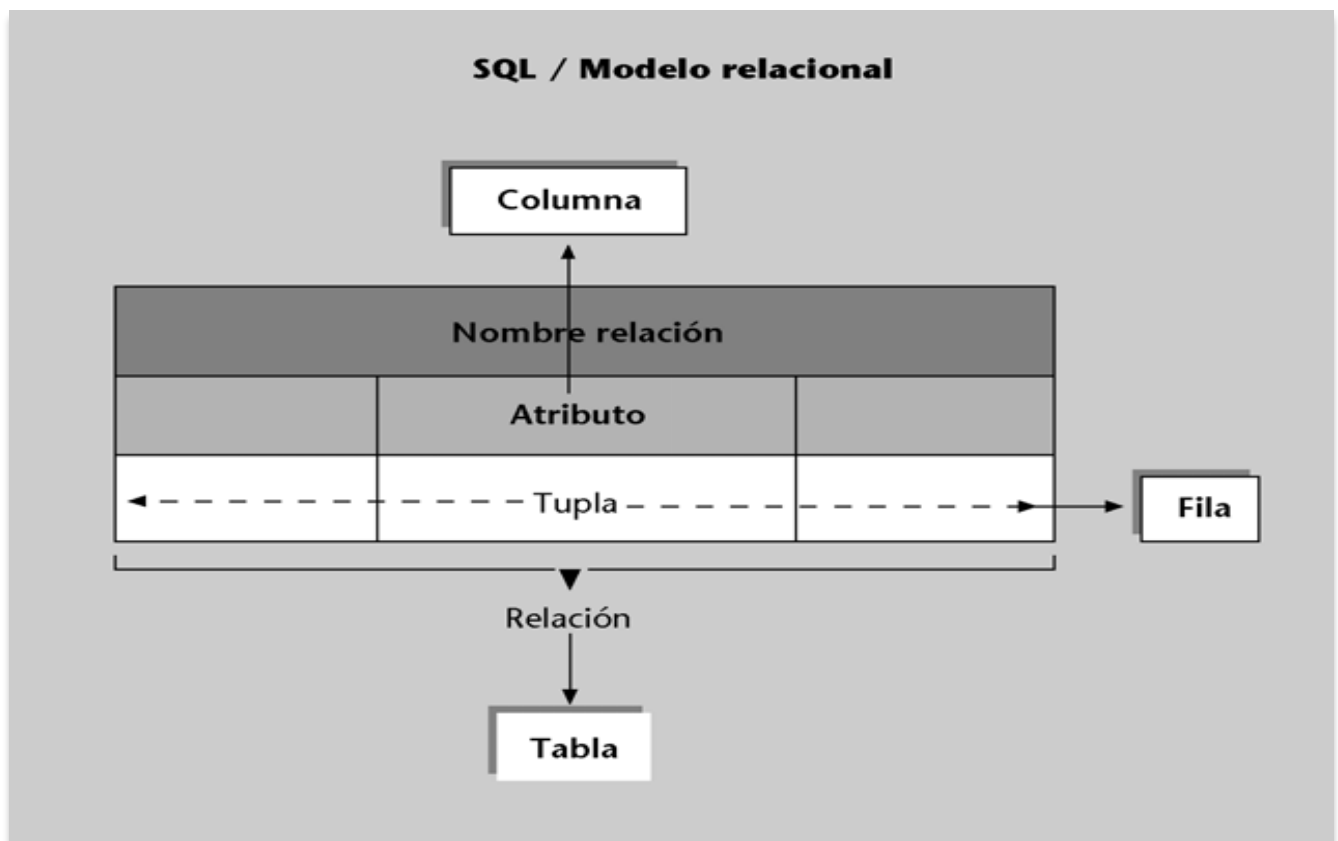 SQL / Modelo relacional
Columna
Nombre relación
Atributo
Tupla
Fila
Relación
Tabla